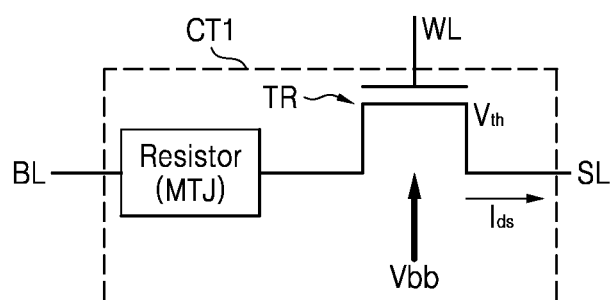 CT1
WL
TR
Vth
Resistor
(MTJ)
BL
SL
Ids
Vbb